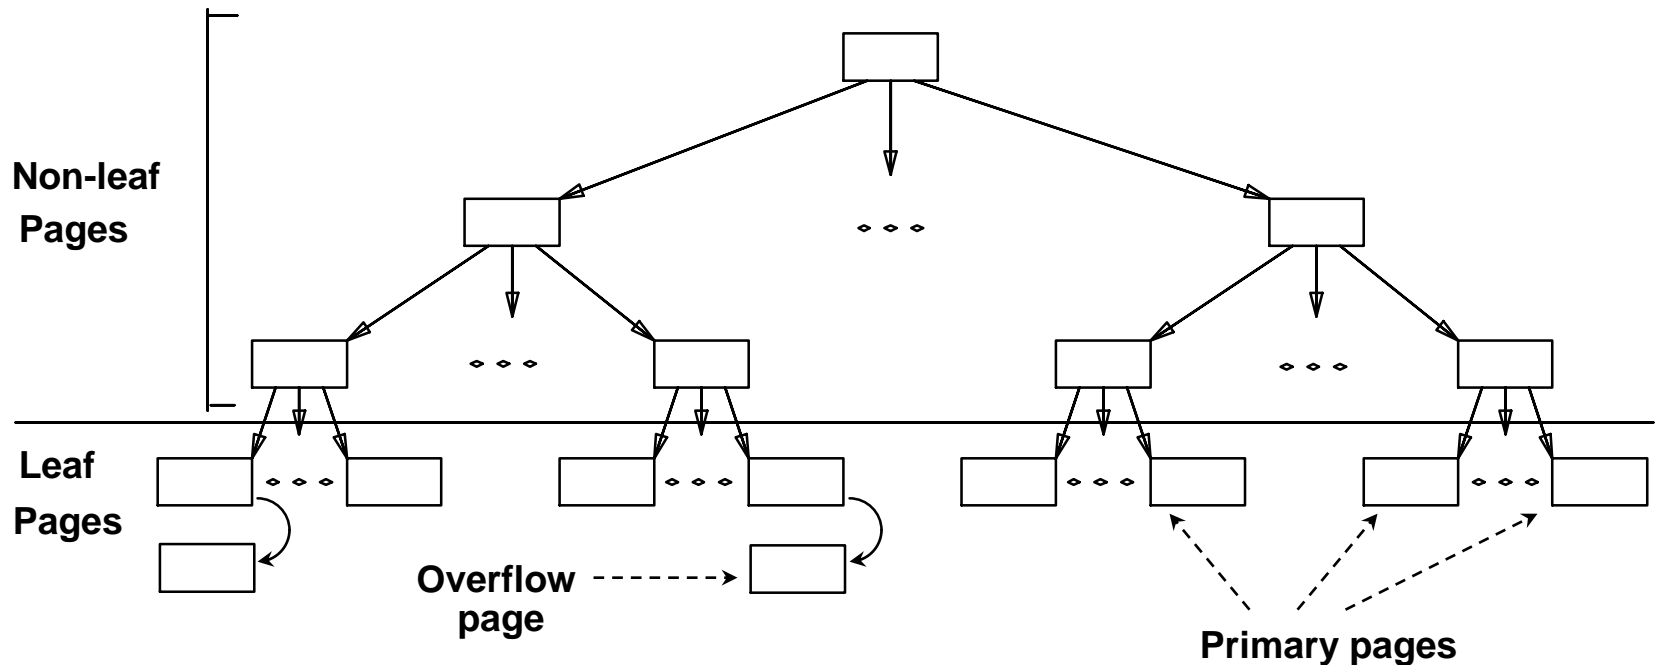 Non-leaf
Pages
Leaf
Pages
Overflow
page
Primary pages